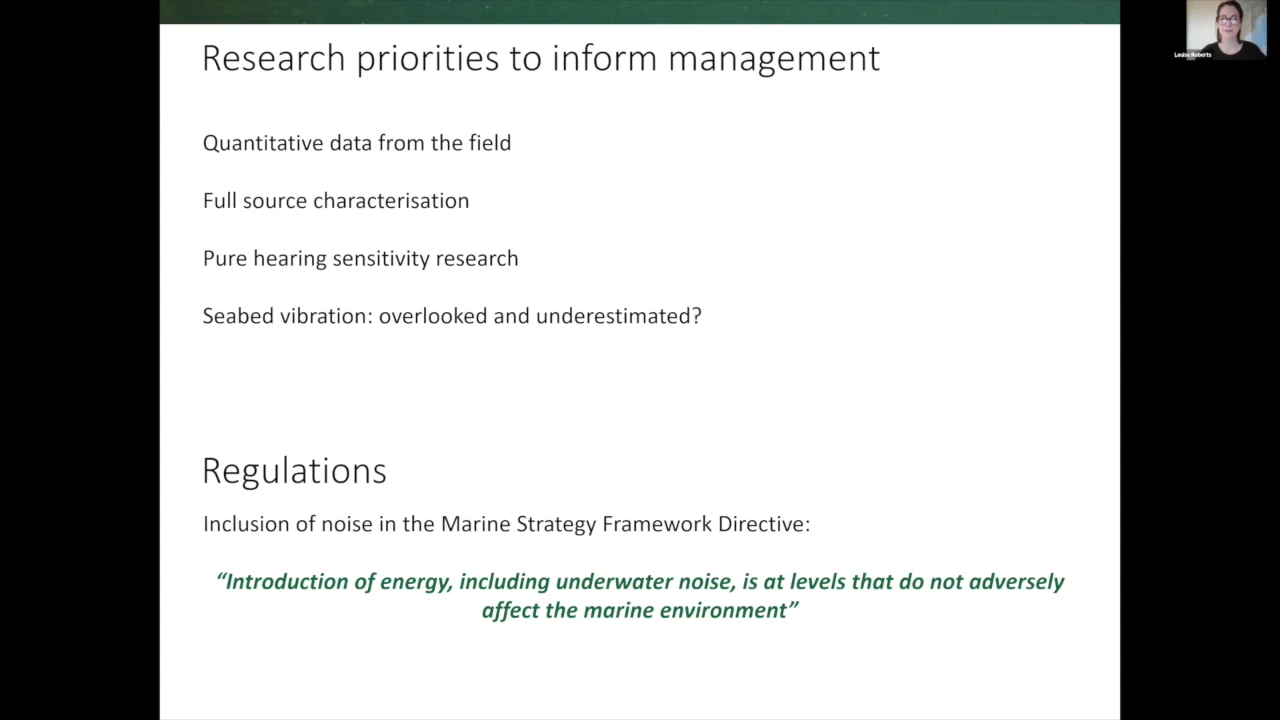 Research priorities to inform management
Louise Roberts
Quantitative data from the field
Full source characterisation
Pure hearing sensitivity research
Seabed vibration: overlooked and underestimated?
Regulations
Inclusion of noise in the Marine Strategy Framework Directive:
“Introduction of energy, including underwater noise, is at levels that do not adversely
affect the marine environment”